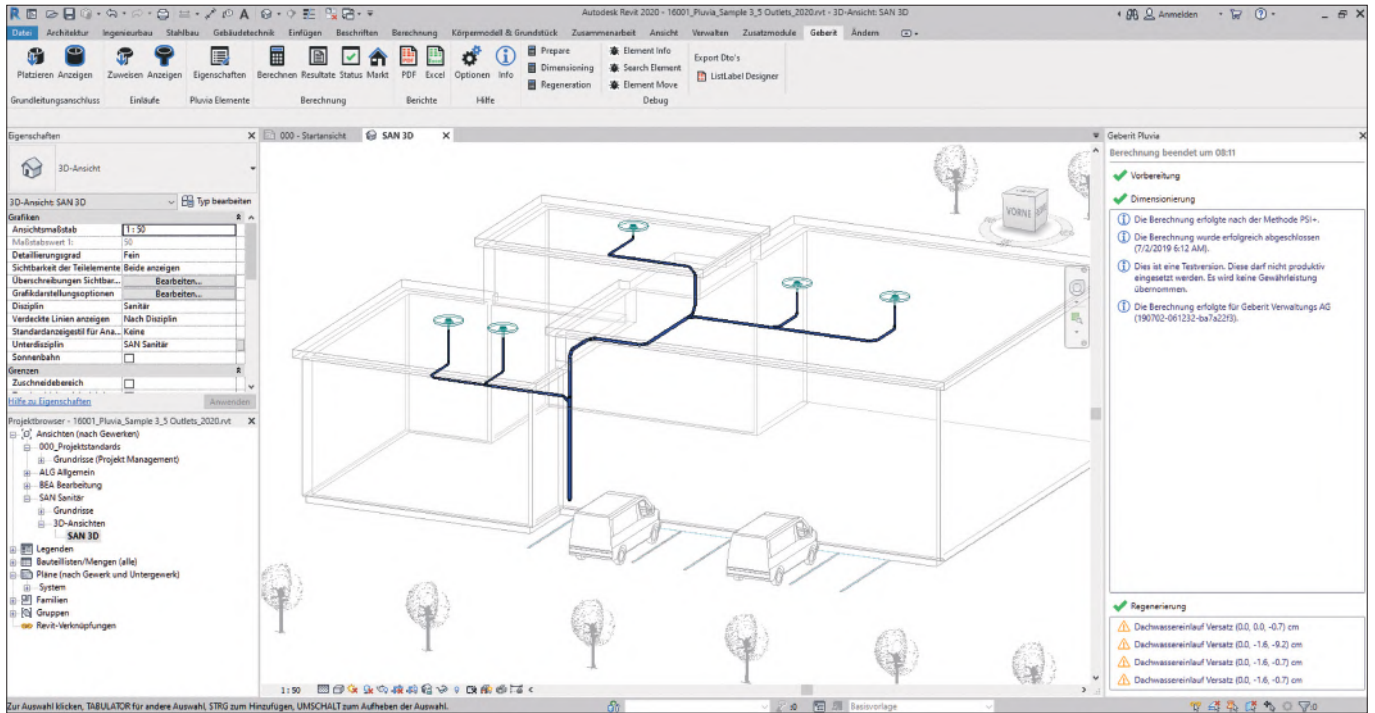 Autodesk Revit 2020 - 16001_Pluvia_Sample 3_5 Outlets_2020.rvt - 3D-Ansicht: SAN 3D
Anmelden
Datei Architektur Ingenieurbau Stahlbau Gebäudetechnik Einfügen Beschriften Berechnung Körpermodell & Grundstück Zusammenarbeit Ansicht Verwalten Zusatzmodule Geberit Ändern
Platzieren Anzeigen Zuweisen Anzeigen Eigenschaften Berechnen Resultate Status Markt PDF Excel Optionen Info
Prepare
Dimensioning
Regeneration
Element Info
Search Element
Element Move
Export Dto's
ListLabel Designer
Grundleitungsanschluss Einläufe Pluvia Elemente Berechnung Berichte Hilfe Debug
Eigenschaften
3D-Ansicht
3D-Ansicht: SAN 3D Typ bearbeiten
Grafiken
Ansichtsmaßstab 1 : 50
Maßstabswert 1: 50
Detaillierungsgrad Fein
Sichtbarkeit der Teilelemente Beide anzeigen
Überschreibungen Sichtbar... Bearbeiten...
Grafikdarstellungsoptionen Bearbeiten...
Disziplin Sanitär
Verdeckte Linien anzeigen Nach Disziplin
Standardanzeigestil für Ana... Keine
Unterdisziplin SAN Sanitär
Sonnenbahn
Grenzen
Zuschneidebereich
Hilfe zu Eigenschaften Anwenden
Projektbrowser - 16001_Pluvia_Sample 3_5 Outlets_2020.rvt
Ansichten (nach Gewerken)
000_Projektstandards
Grundrisse (Projekt Management)
ALG Allgemein
BEA Bearbeitung
SAN Sanitär
Grundrisse
3D-Ansichten
SAN 3D
Legenden
Bauteillisten/Mengen (alle)
Pläne (nach Gewerk und Untergewerk)
System
Familien
Gruppen
Revit-Verknüpfungen
000 - Startansicht SAN 3D
VORNE
1 : 50
Geberit Pluvia
Berechnung beendet um 08:11
Vorbereitung
Dimensionierung
Die Berechnung erfolgte nach der Methode PSI+.
Die Berechnung wurde erfolgreich abgeschlossen
(7/2/2019 6:12 AM).
Dies ist eine Testversion. Diese darf nicht produktiv
eingesetzt werden. Es wird keine Gewährleistung
übernommen.
Die Berechnung erfolgte für Geberit Verwaltungs AG
(190702-061232-ba7a22f3).
Regenerierung
Dachwassereinlauf Versatz (0.0, 0.0, -0.7) cm
Dachwassereinlauf Versatz (0.0, -1.6, -9.2) cm
Dachwassereinlauf Versatz (0.0, -1.6, -0.7) cm
Dachwassereinlauf Versatz (0.0, -1.6, -0.7) cm
Zur Auswahl klicken, TABULATOR für andere Auswahl, STRG zum Hinzufügen, UMSCHALT zum Aufheben der Auswahl.
:0 Basisvorlage :0